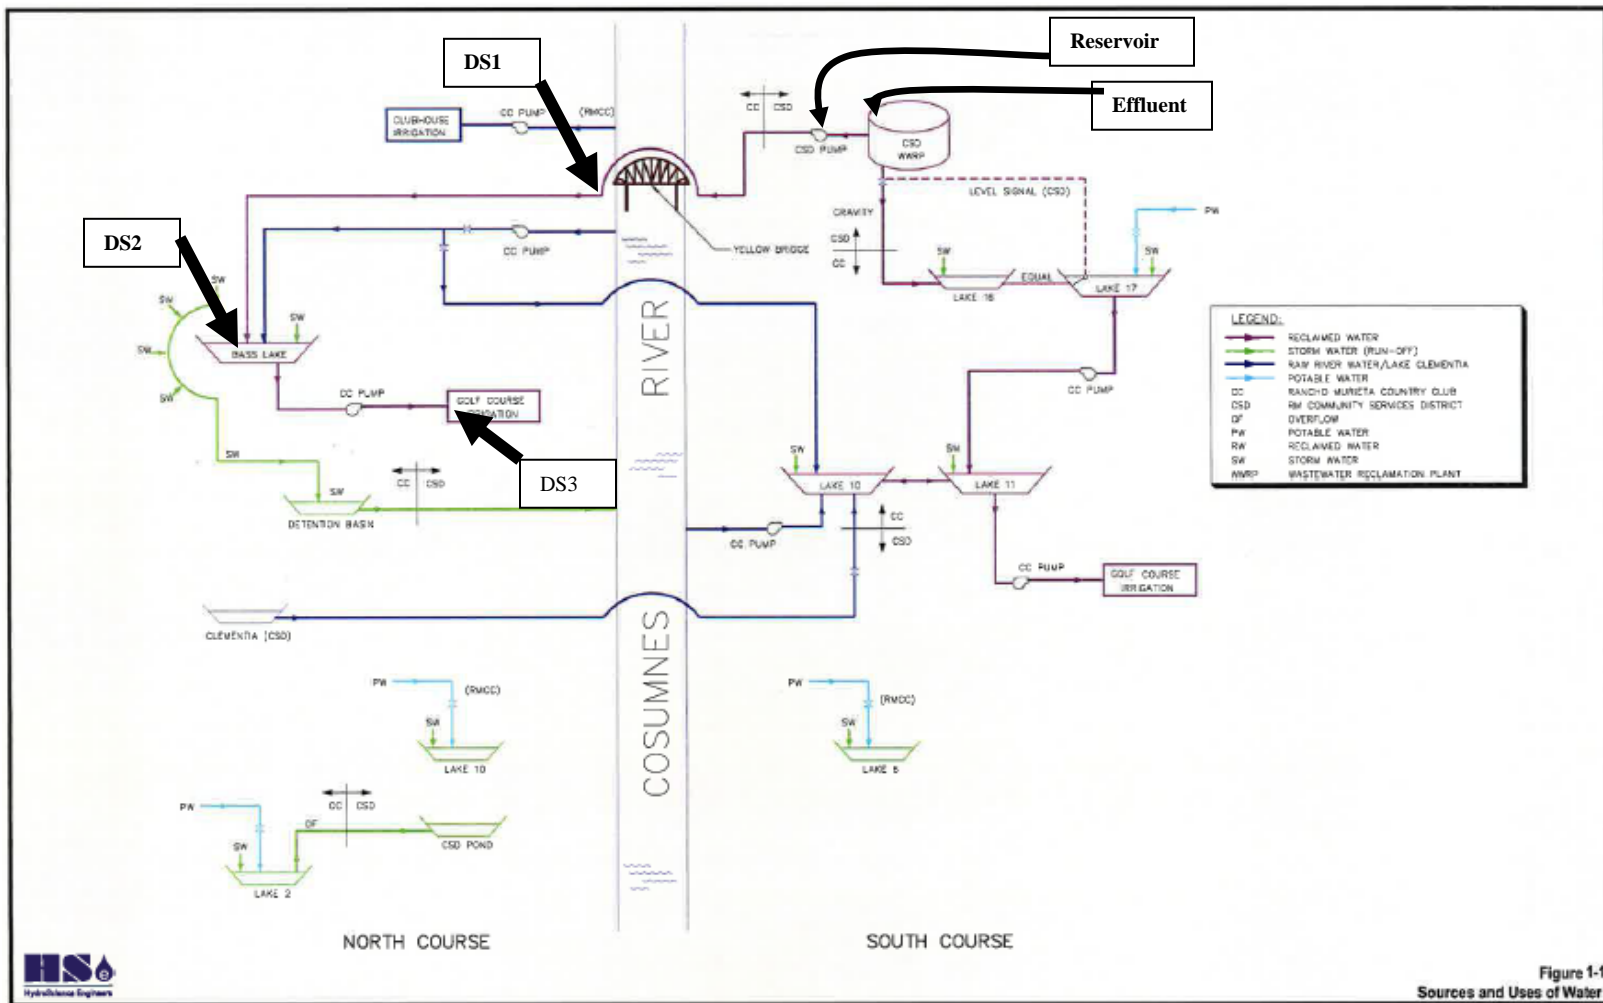 Reservoir
DS1
Effluent
CC PUMP
(RMCC)
CC
CSD
CLUBHOUSE
IRRIGATION
CSD PUMP
CSD
WWRP
LEVEL SIGNAL (CSD)
GRAVITY
PW
DS2
CC PUMP
YELLOW BRIDGE
CSD
CC
SW
SW
EQUAL
LAKE 16
LAKE 17
SW
SW
SW
SW
SW
BASS LAKE
CC PUMP
GOLF COURSE
IRRIGATION
RIVER
CC PUMP
LEGEND:
RECLAIMED WATER
STORM WATER (RUN-OFF)
RAW RIVER WATER/LAKE CLEMENTIA
POTABLE WATER
CC RANCHO MURIETA COUNTRY CLUB
CSD RM COMMUNITY SERVICES DISTRICT
OF OVERFLOW
PW POTABLE WATER
RW RECLAIMED WATER
SW STORM WATER
WWRP WASTEWATER RECLAMATION PLANT
SW
CC
CSD
DS3
SW
SW
SW
LAKE 10
LAKE 11
DETENTION BASIN
CC PUMP
CC
CSD
CC PUMP
GOLF COURSE
IRRIGATION
CLEMENTIA (CSD)
COSUMNES
PW
(RMCC)
SW
LAKE 10
PW
(RMCC)
SW
LAKE 6
PW
CC
CSD
OF
SW
CSD POND
LAKE 2
NORTH COURSE
SOUTH COURSE
HSe
HydroScience Engineers
Figure 1-1
Sources and Uses of Water